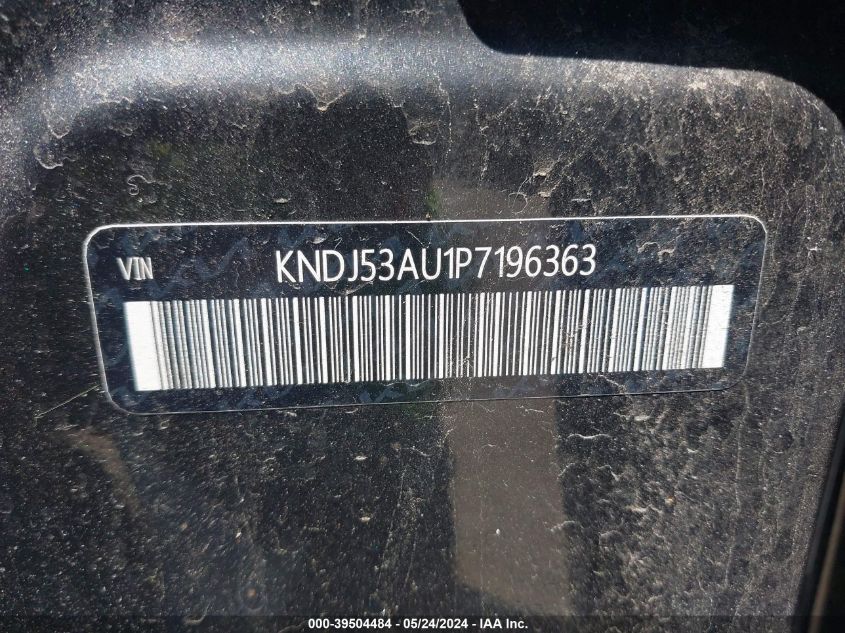 VIN KNDJ53AU1P7196363
000-39504484 - 05/24/2024 - IAA Inc.